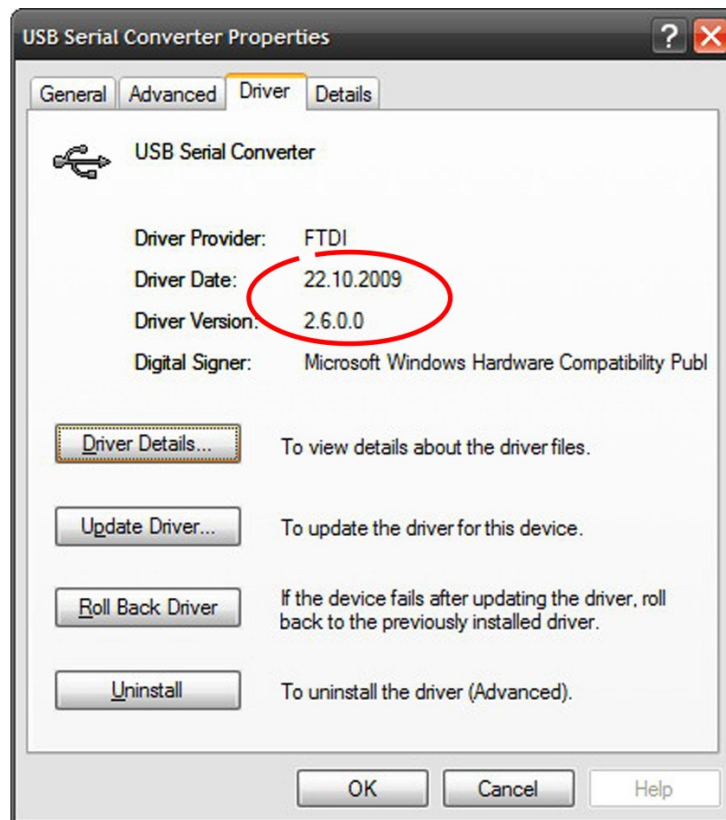 USB Serial Converter Properties
?
General Advanced Driver Details
USB Serial Converter
Driver Provider: FTDI
Driver Date: 22.10.2009
Driver Version: 2.6.0.0
Digital Signer: Microsoft Windows Hardware Compatibility Publ
Driver Details... To view details about the driver files.
Update Driver... To update the driver for this device.
Roll Back Driver If the device fails after updating the driver, roll
back to the previously installed driver.
Uninstall To uninstall the driver (Advanced).
OK Cancel Help